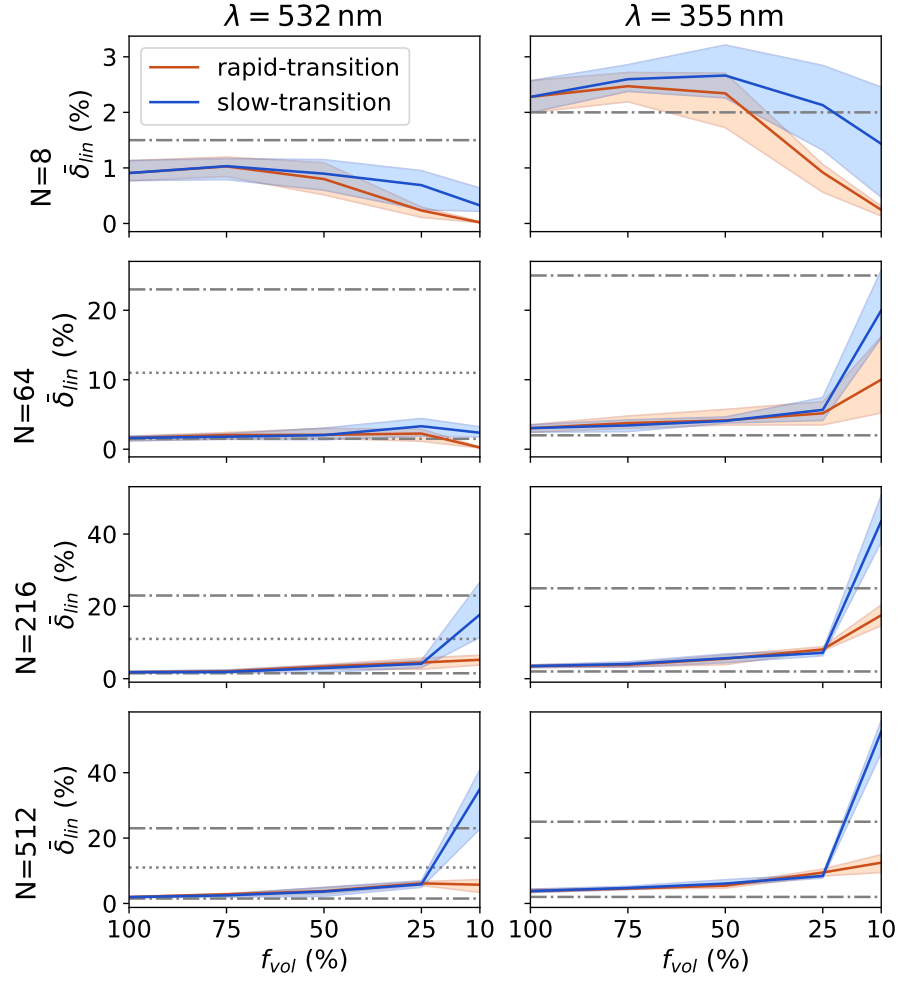 λ = 532 nm
λ = 355 nm
rapid-transition
slow-transition
N=8
δ̄lin (%)
3
2
1
0
N=64
δ̄lin (%)
20
10
0
N=216
δ̄lin (%)
40
20
0
N=512
δ̄lin (%)
40
20
0
100 75 50 25 10
100 75 50 25 10
fvol (%)
fvol (%)